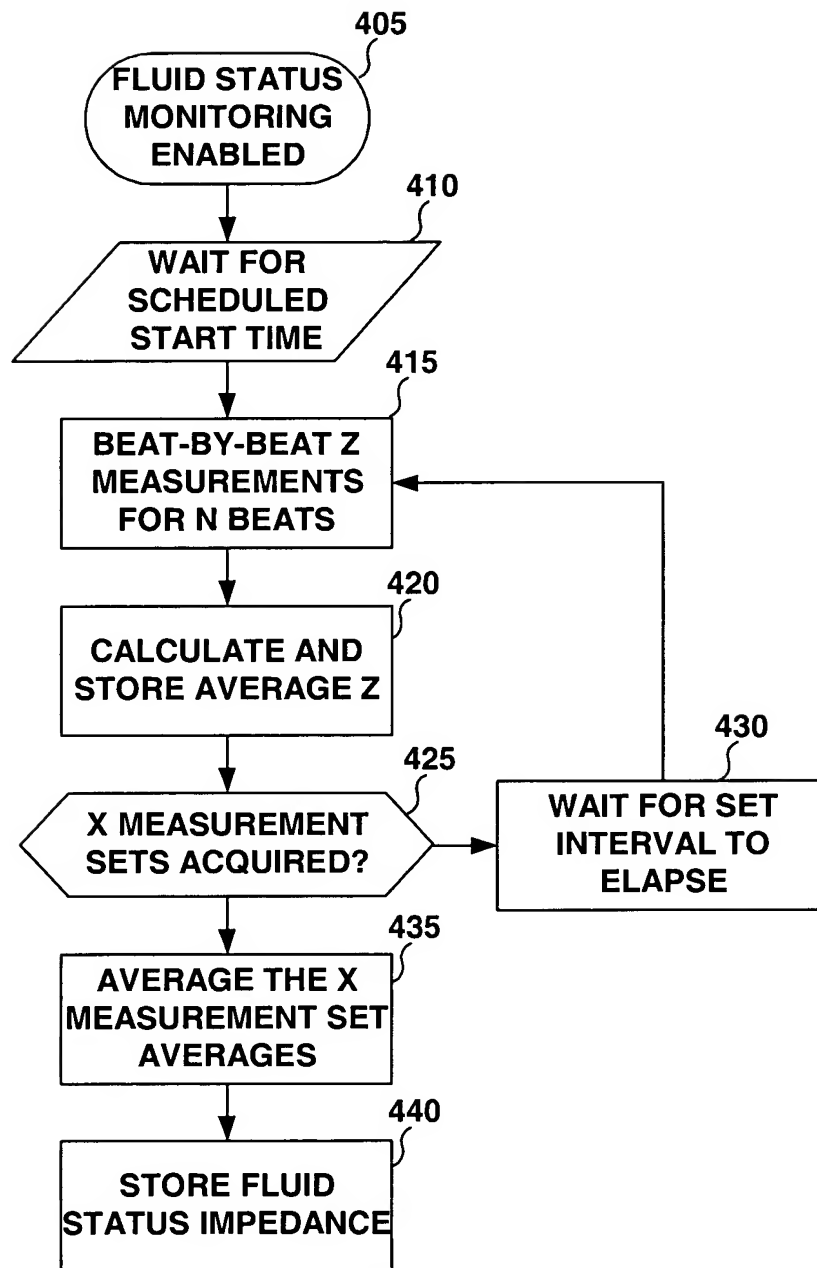 405
FLUID STATUS
MONITORING
ENABLED
410
WAIT FOR
SCHEDULED
START TIME
415
BEAT-BY-BEAT Z
MEASUREMENTS
FOR N BEATS
420
CALCULATE AND
STORE AVERAGE Z
425
X MEASUREMENT
SETS ACQUIRED?
430
WAIT FOR SET
INTERVAL TO
ELAPSE
435
AVERAGE THE X
MEASUREMENT SET
AVERAGES
440
STORE FLUID
STATUS IMPEDANCE